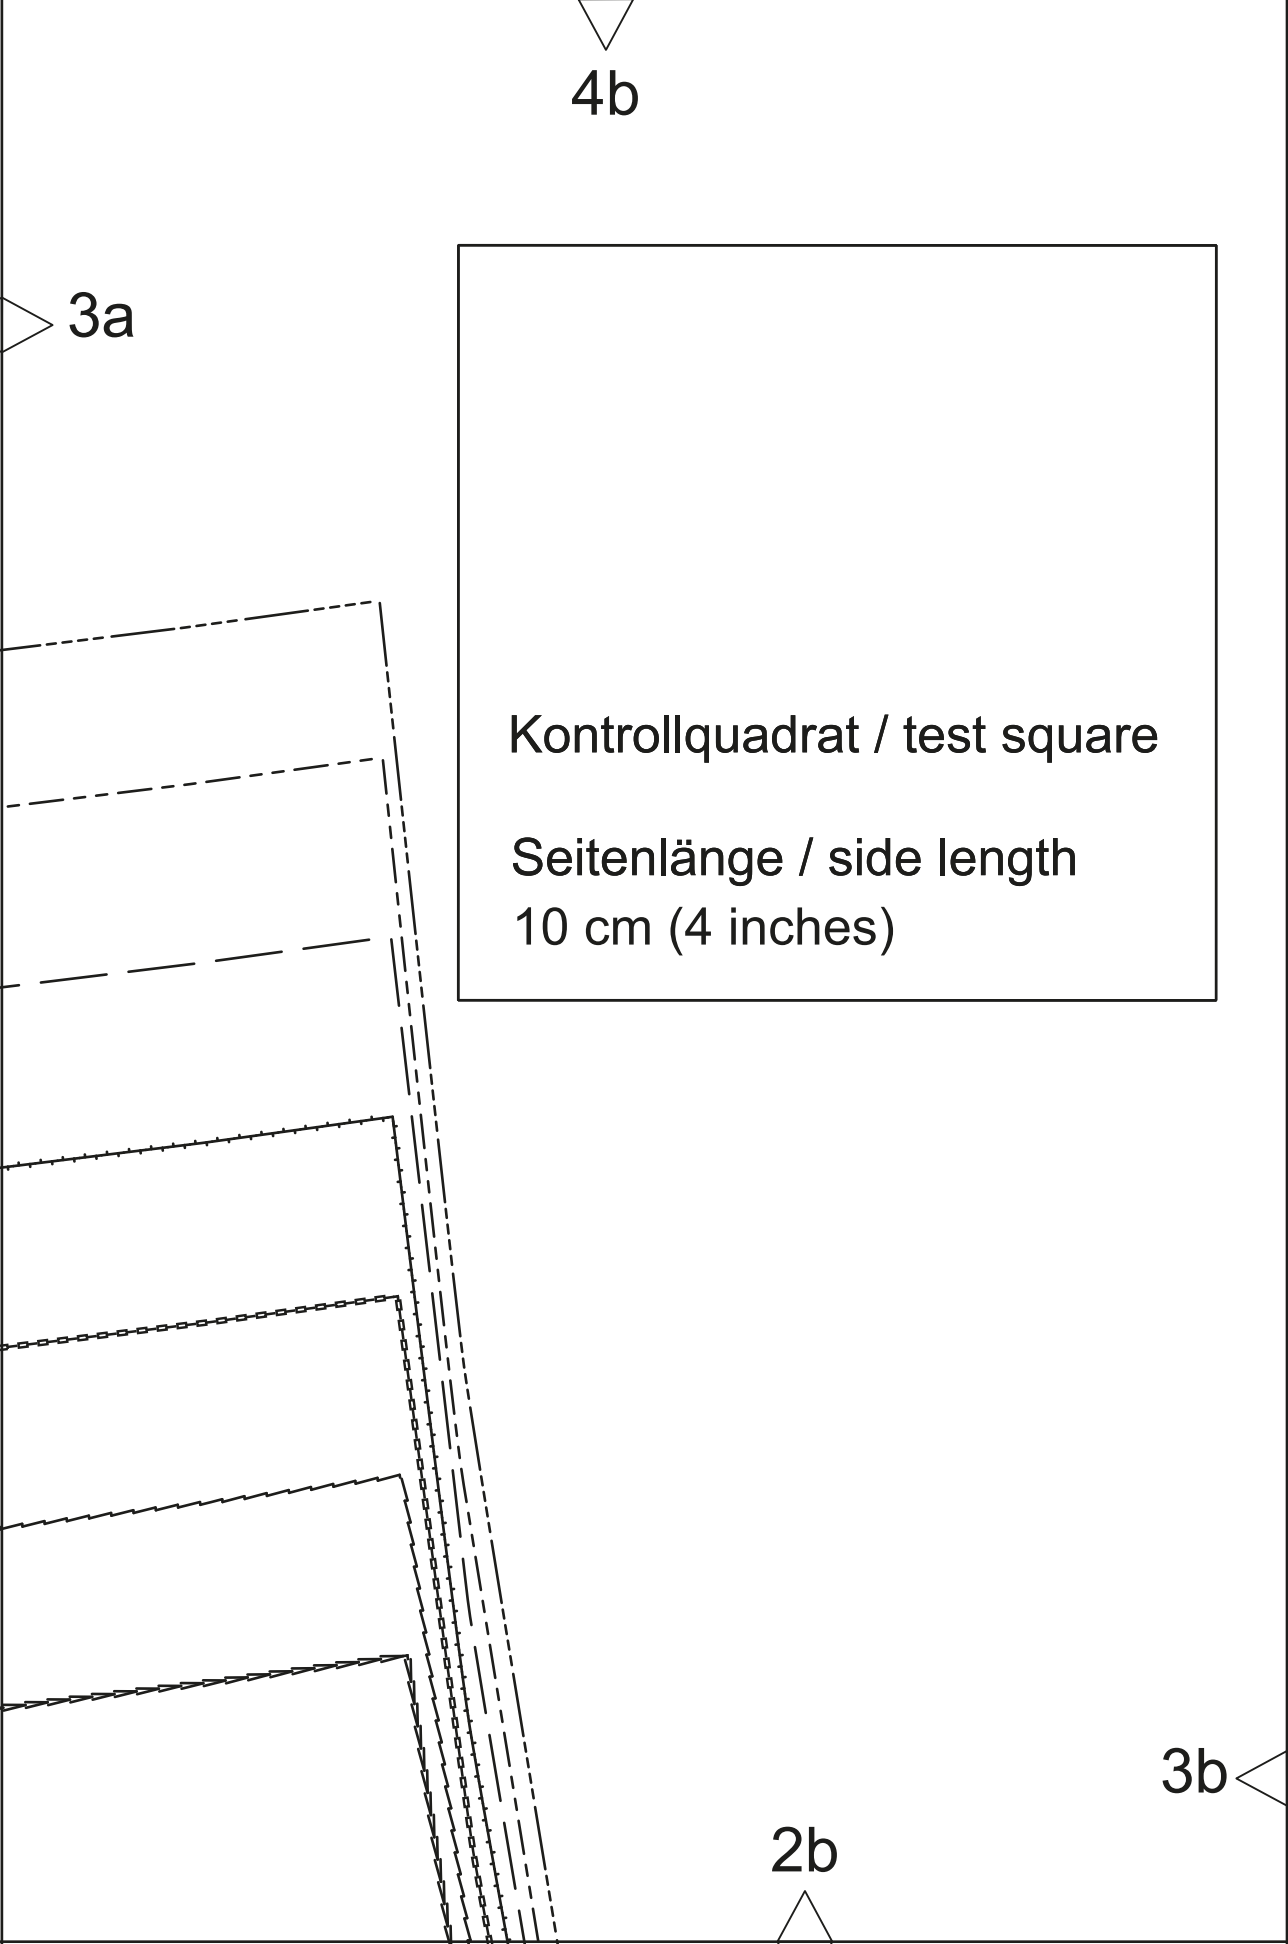 4b
3a
Kontrollquadrat / test square
Seitenlänge / side length
10 cm (4 inches)
3b
2b